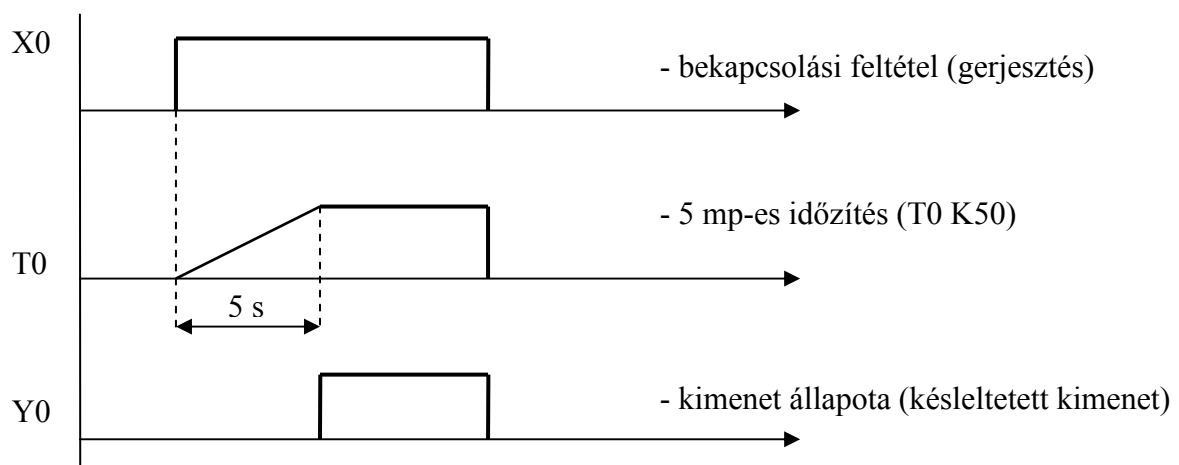 X0
- bekapcsolási feltétel (gerjesztés)
- 5 mp-es időzítés (T0 K50)
T0
5 s
Y0
- kimenet állapota (késleltetett kimenet)